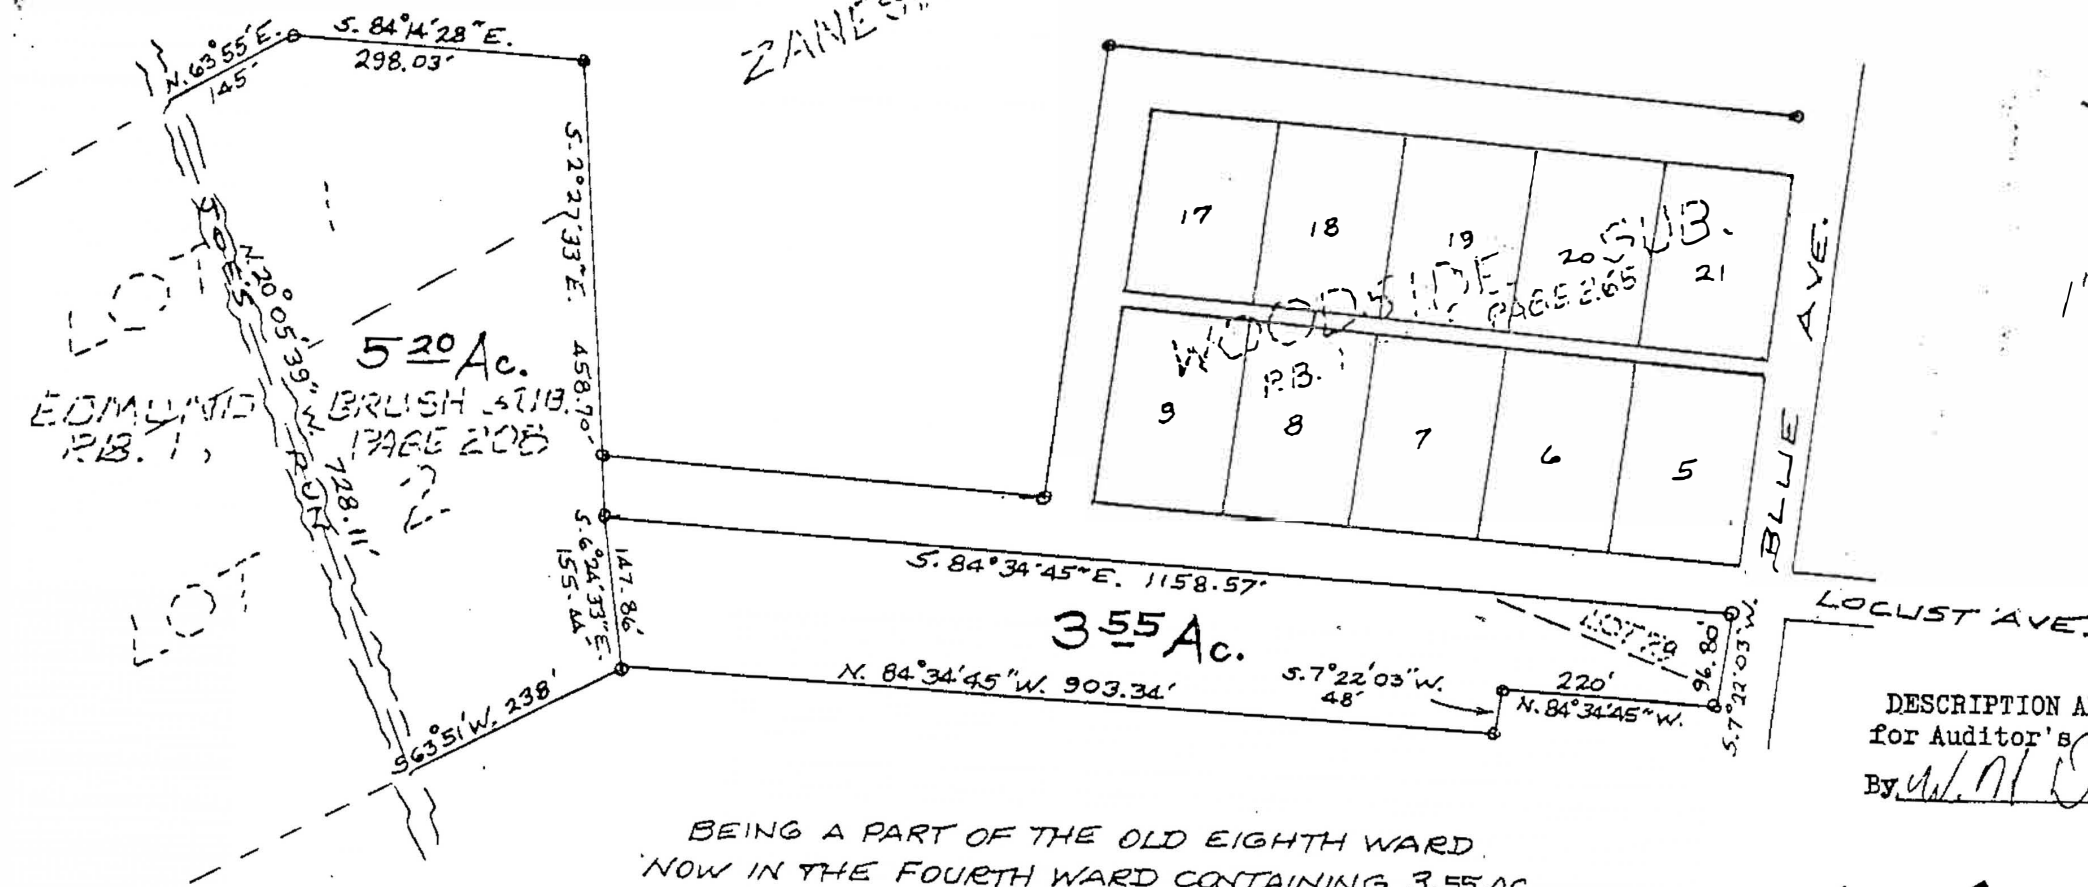 ZANES
N. 63°55' E.
145'
S. 84°14'28" E.
298.03'
S. 2°27'33" E. 458.70'
JOES RUN
N. 20°05'39" W. 728.11'
LOT 1
5 20 Ac.
EDMUND BRUSH SUB.
P.B. 1, PAGE 208
LOT 2
S. 6°24'33" E.
155.44'
147.86'
S 63°51' W. 238'
17
18
19
20
21
WOODSIDE SUB.
P.B. 1 PAGE 265
9
8
7
6
5
BLUE AVE.
LOCUST AVE.
S. 84°34'45" E. 1158.57'
3 55 Ac.
N. 84°34'45" W. 903.34'
S. 7°22'03" W.
48'
220'
N. 84°34'45" W.
96.80'
S. 7°22'03" W.
DESCRIPTION A
for Auditor's
By W.M
BEING A PART OF THE OLD EIGHTH WARD
NOW IN THE FOURTH WARD CONTAINING 3.55 AC